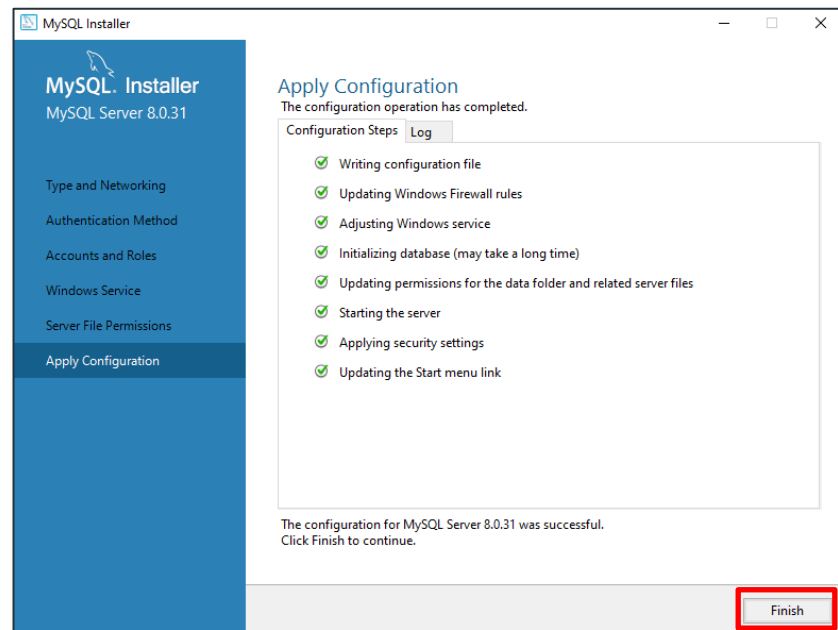 MySQL Installer
MySQL. Installer
MySQL Server 8.0.31
Type and Networking
Authentication Method
Accounts and Roles
Windows Service
Server File Permissions
Apply Configuration
Apply Configuration
The configuration operation has completed.
Configuration Steps Log
Writing configuration file
Updating Windows Firewall rules
Adjusting Windows service
Initializing database (may take a long time)
Updating permissions for the data folder and related server files
Starting the server
Applying security settings
Updating the Start menu link
The configuration for MySQL Server 8.0.31 was successful.
Click Finish to continue.
Finish